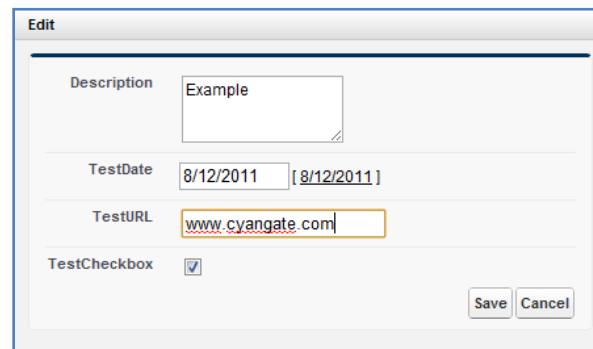 Edit
Description Example
TestDate 8/12/2011 [ 8/12/2011 ]
TestURL www.cyangate.com
TestCheckbox
Save Cancel